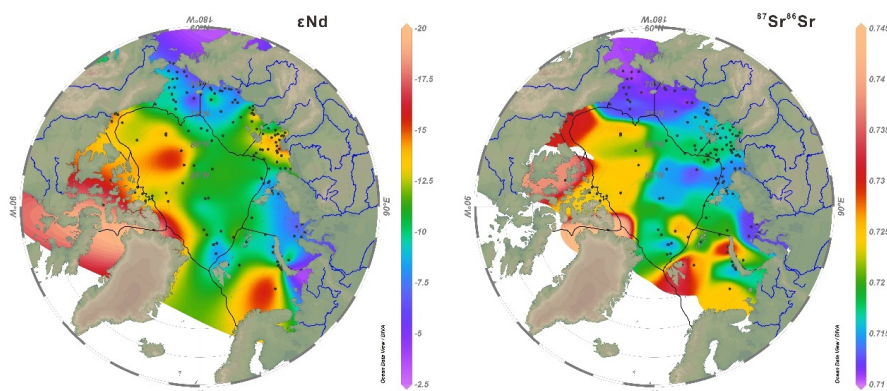 εNd
180°W
60°N
90°W
90°E
-20
-17.5
-15
-12.5
-10
-7.5
-5
-2.5
Ocean Data View / DIVA
⁸⁷Sr⁸⁶Sr
180°W
60°N
90°W
90°E
0.745
0.74
0.735
0.73
0.725
0.72
0.715
0.71
Ocean Data View / DIVA